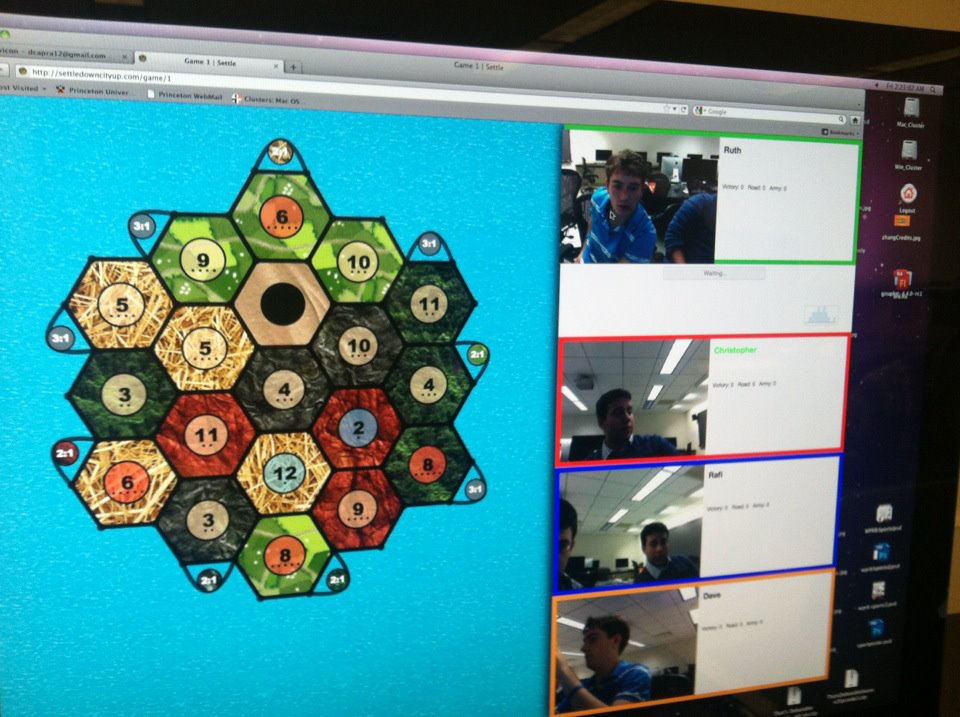 dcapra12@gmail.com
Game 1 | Settle
Game 1 | Settle
Fri 2:23:02 AM
http://settledowncityup.com/game/1
Google
Visited
Princeton Univer...
Princeton WebMail
Clusters: Mac OS...
Bookmarks
Mac_Cluster
Win_Cluster
Logout
zhangCredits.jpg
2:1
6
3:1
9
10
3:1
5
11
5
10
3:1
2:1
3
4
4
11
2
2:1
6
12
8
3:1
3
9
8
2:1
2:1
Ruth
Victory: 0 Road: 0 Army: 0
Waiting...
Christopher
Victory: 0 Road: 0 Army: 0
Rafi
Victory: 0 Road: 0 Army: 0
Dave
Victory: 0 Road: 0 Army: 0